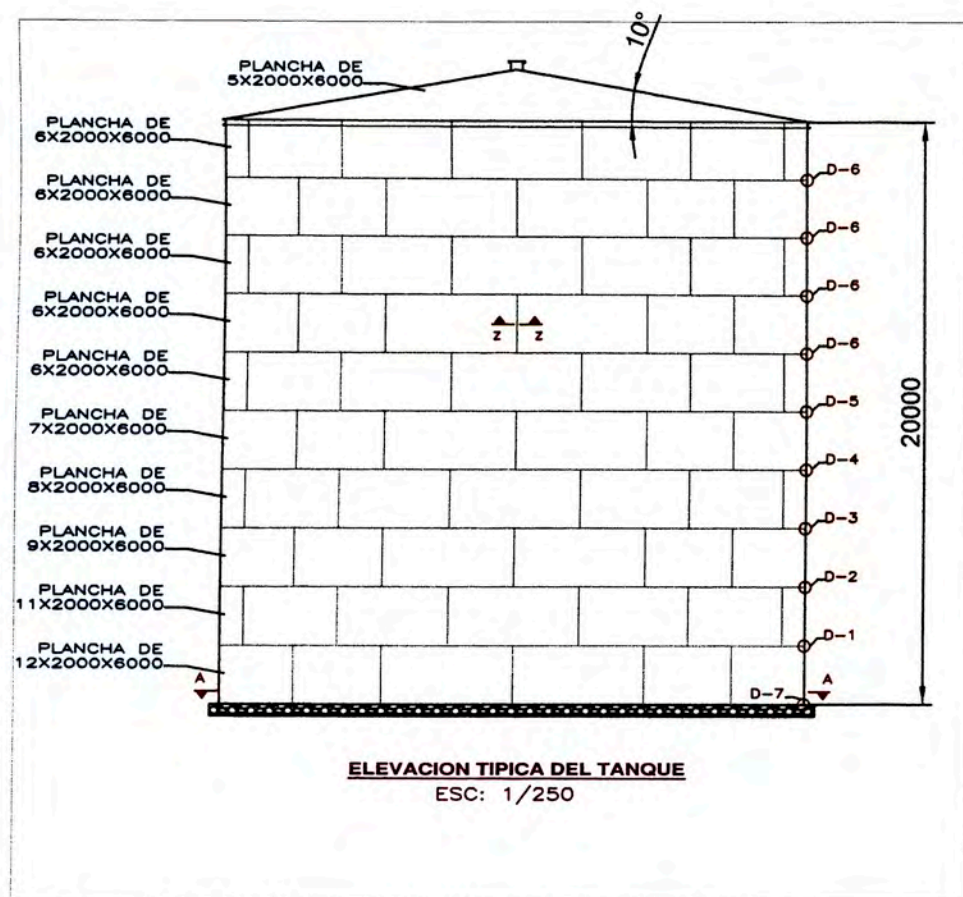 10°
PLANCHA DE
5X2000X6000
PLANCHA DE
6X2000X6000
D-6
PLANCHA DE
6X2000X6000
D-6
PLANCHA DE
6X2000X6000
D-6
PLANCHA DE
6X2000X6000
z z
D-6
PLANCHA DE
6X2000X6000
D-5
20000
PLANCHA DE
7X2000X6000
D-4
PLANCHA DE
8X2000X6000
D-3
PLANCHA DE
9X2000X6000
D-2
PLANCHA DE
11X2000X6000
D-1
PLANCHA DE
12X2000X6000
A
D-7
A
ELEVACION TIPICA DEL TANQUE
ESC: 1/250